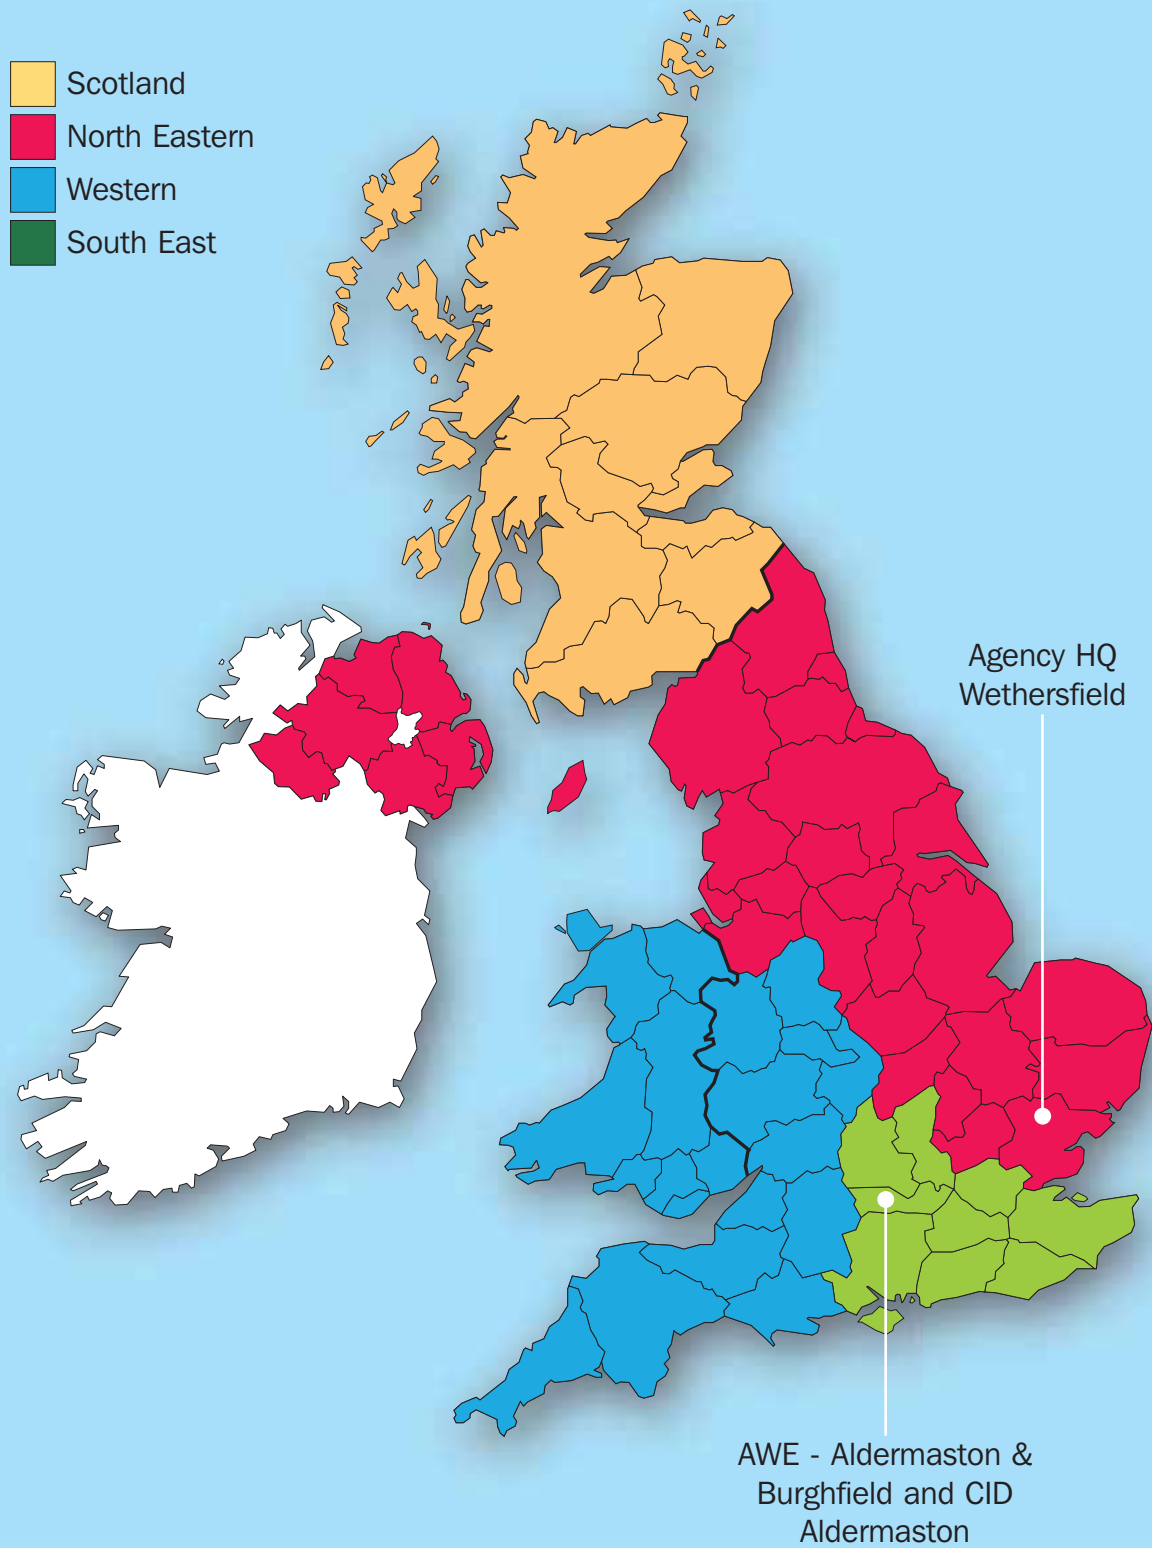 Scotland
North Eastern
Western
South East
Agency HQ
Wethersfield
AWE - Aldermaston &
Burghfield and CID
Aldermaston